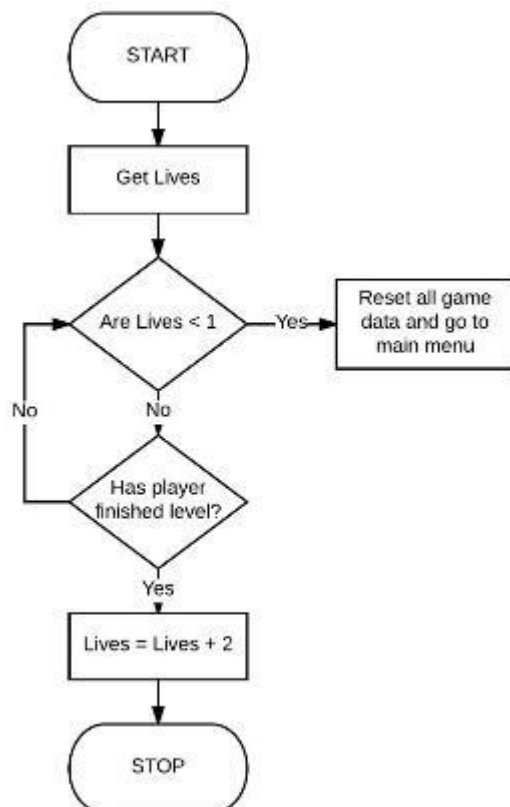 START
Get Lives
Are Lives < 1
Yes
Reset all game
data and go to
main menu
No
No
Has player
finished level?
Yes
Lives = Lives + 2
STOP